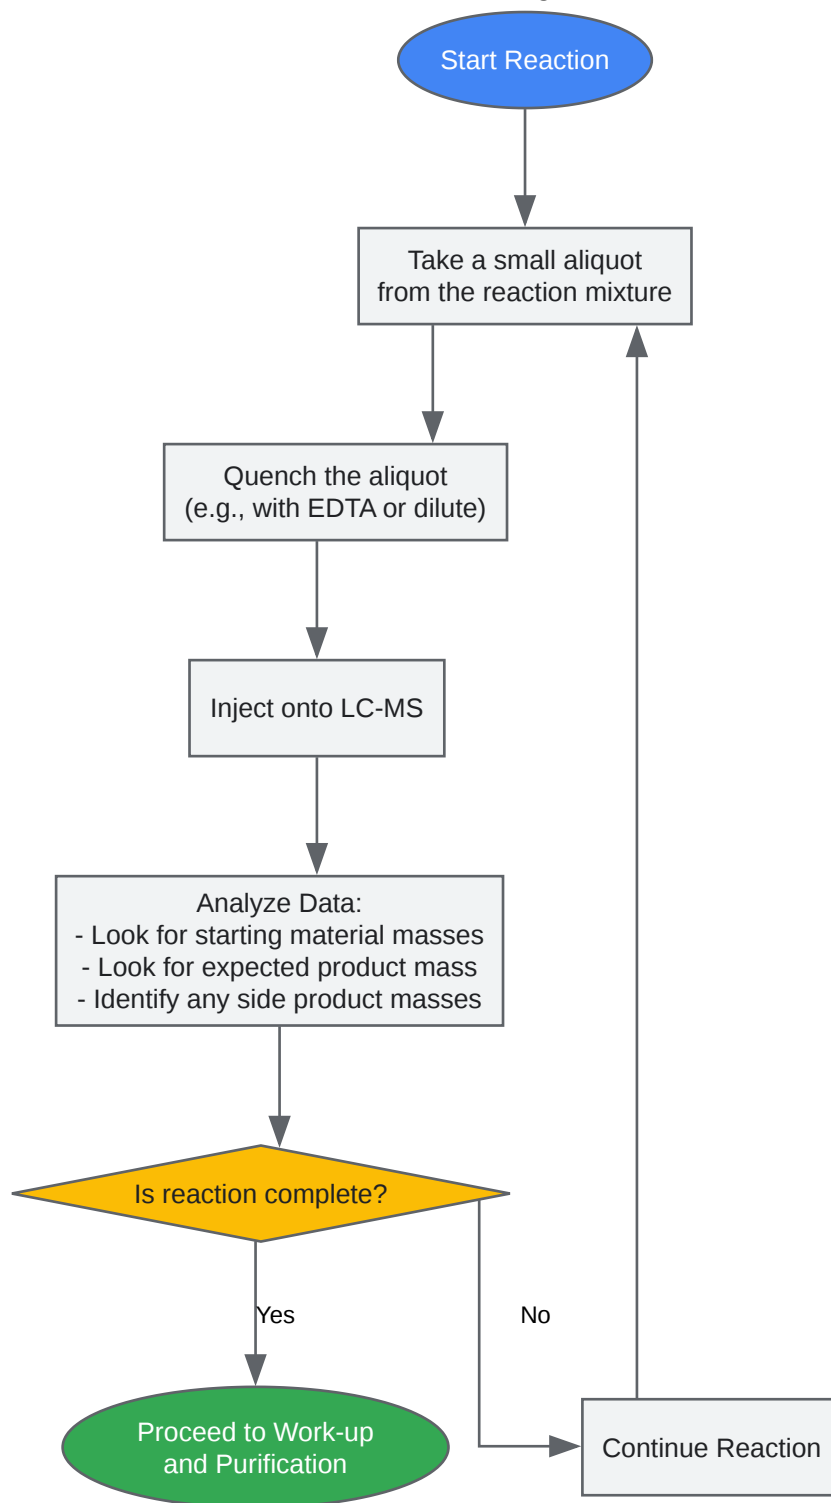 Start Reaction
Take a small aliquot
from the reaction mixture
Quench the aliquot
(e.g., with EDTA or dilute)
Inject onto LC-MS
Analyze Data:
- Look for starting material masses
- Look for expected product mass
- Identify any side product masses
Is reaction complete?
Yes
No
Proceed to Work-up
and Purification
Continue Reaction